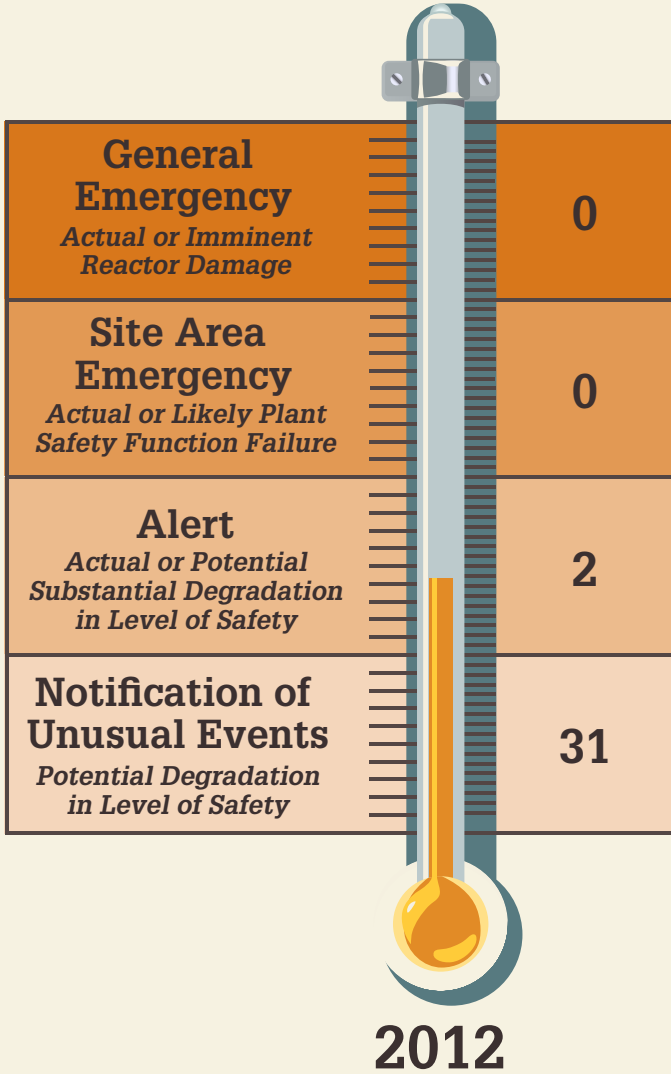 General
Emergency
Actual or Imminent
Reactor Damage
0
Site Area
Emergency
Actual or Likely Plant
Safety Function Failure
0
Alert
Actual or Potential
Substantial Degradation
in Level of Safety
2
Notification of
Unusual Events
Potential Degradation
in Level of Safety
31
2012